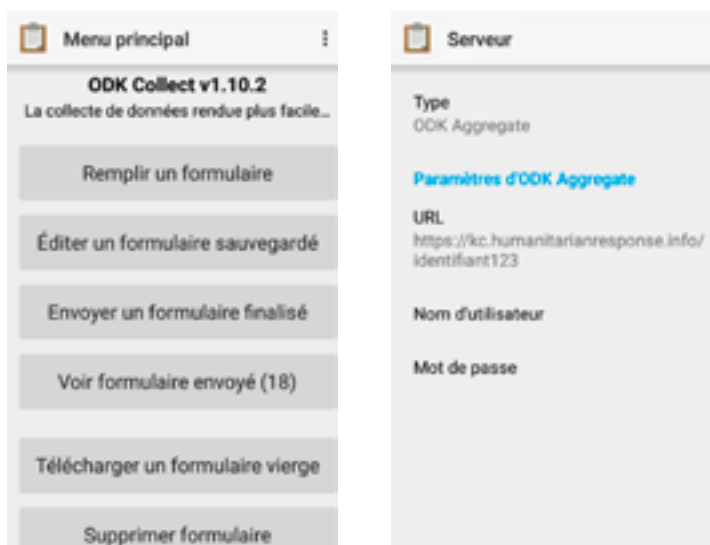 Menu principal
ODK Collect v1.10.2
La collecte de données rendue plus facile...
Remplir un formulaire
Éditer un formulaire sauvegardé
Envoyer un formulaire finalisé
Voir formulaire envoyé (18)
Télécharger un formulaire vierge
Supprimer formulaire
Serveur
Type
ODK Aggregate
Paramètres d'ODK Aggregate
URL
https://kc.humanitarianresponse.info/
identifiant123
Nom d'utilisateur
Mot de passe